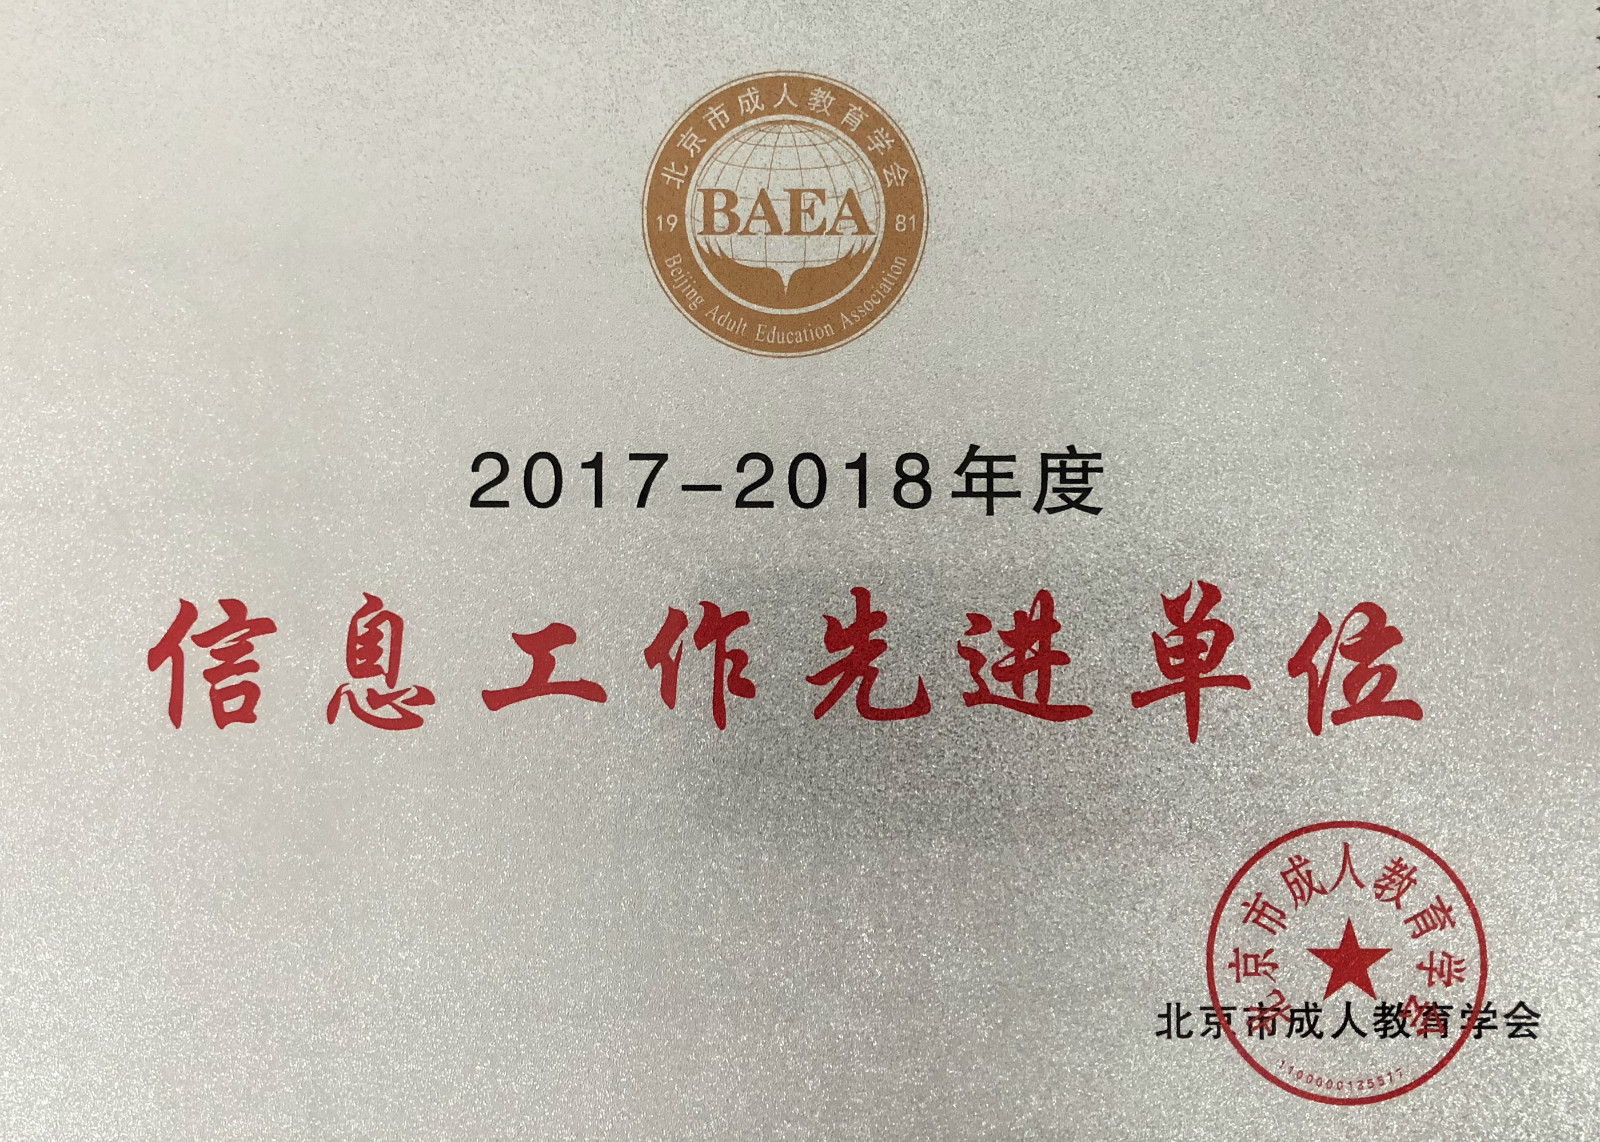 北京市成人教育学会
BAEA
19 81
Beijing Adult Education Association
2017-2018年度
信息工作先进单位
北京市成人教育学会
北京市成人教育学会